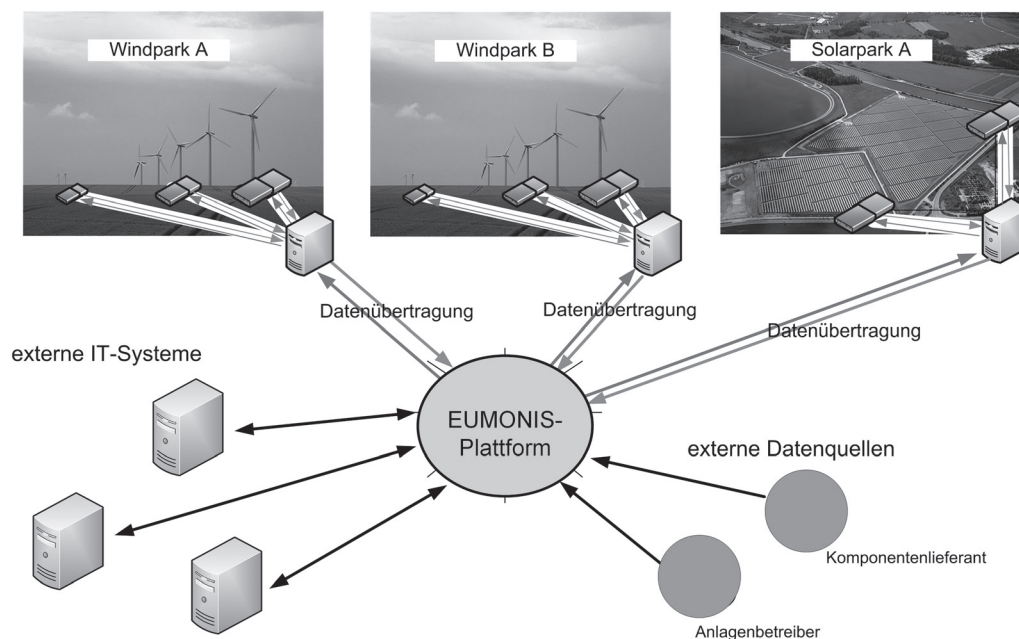 Windpark A
Windpark B
Solarpark A
Datenübertragung
Datenübertragung
Datenübertragung
externe IT-Systeme
EUMONIS-
Plattform
externe Datenquellen
Komponentenlieferant
Anlagenbetreiber